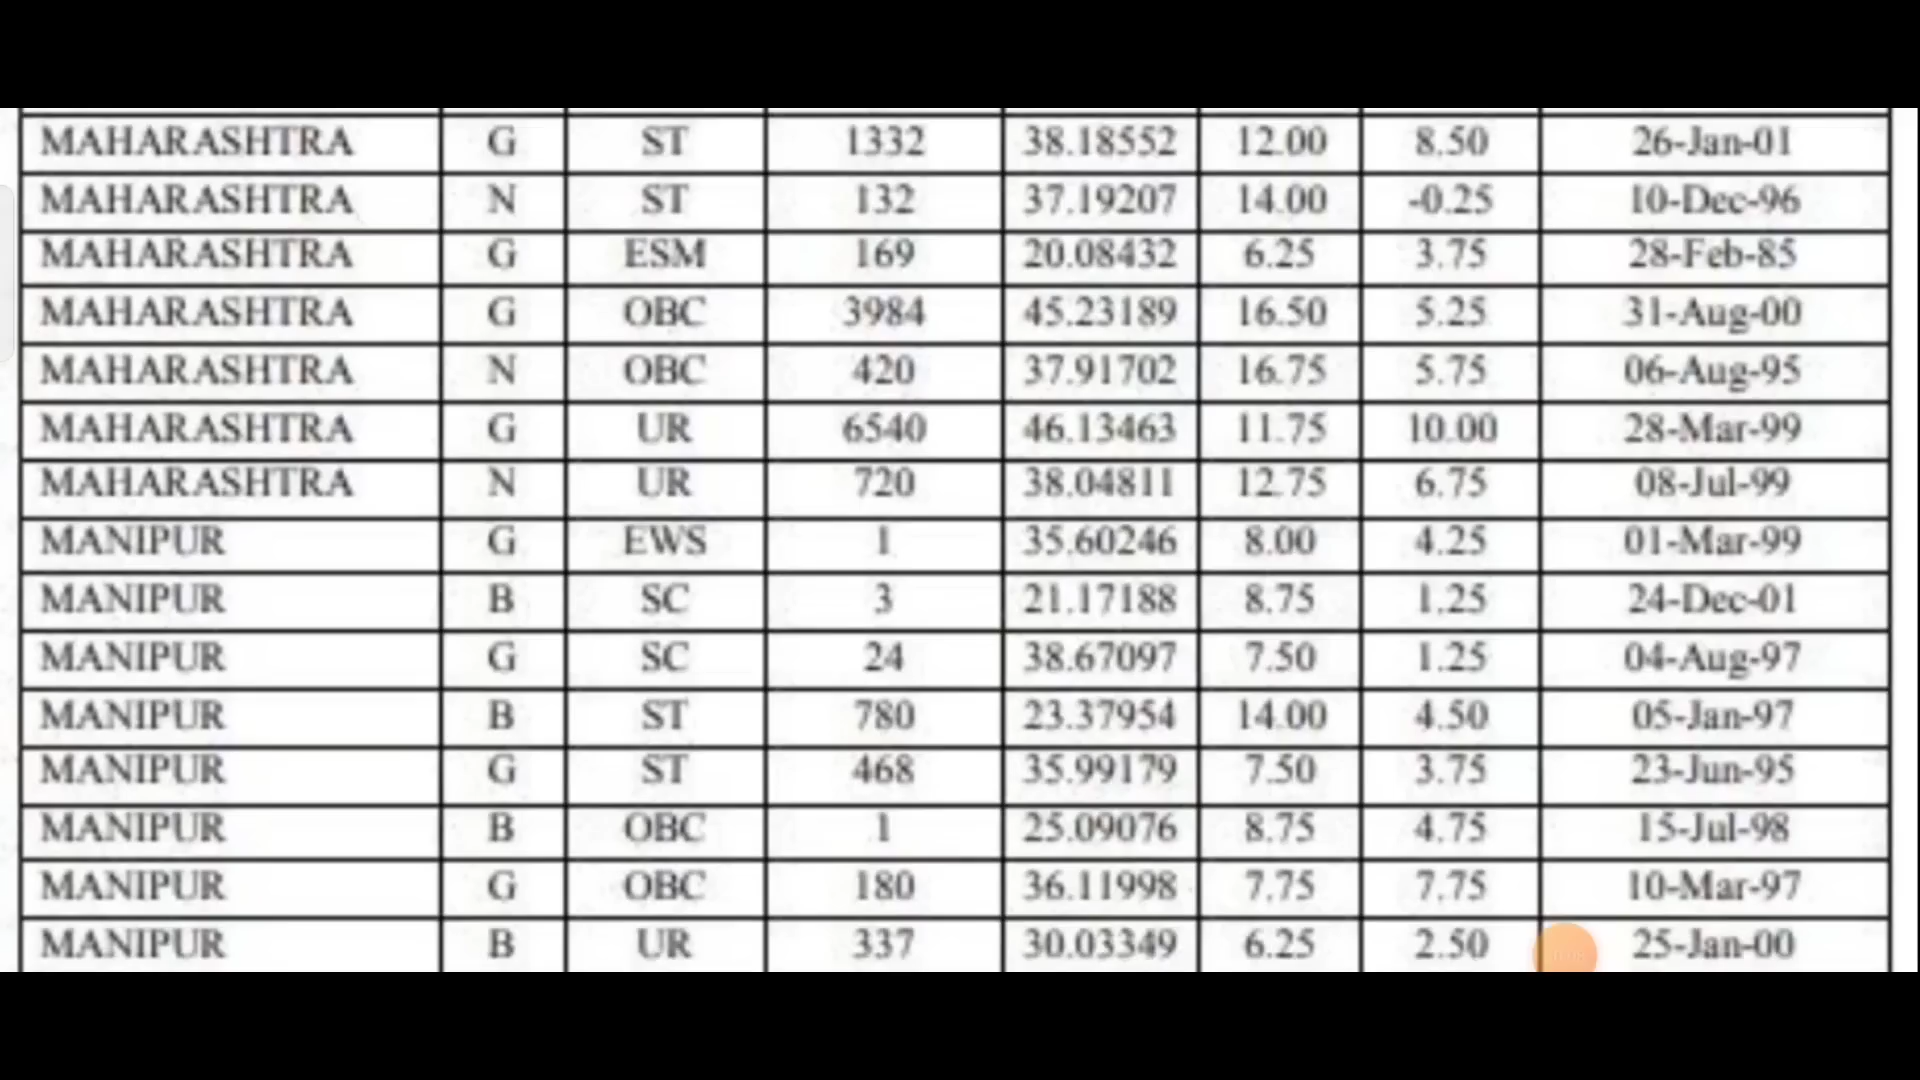 MAHARASHTRA G ST 1332 38.18552 12.00 8.50 26-Jan-01
MAHARASHTRA N ST 132 37.19207 14.00 -0.25 10-Dec-96
MAHARASHTRA G ESM 169 20.08432 6.25 3.75 28-Feb-85
MAHARASHTRA G OBC 3984 45.23189 16.50 5.25 31-Aug-00
MAHARASHTRA N OBC 420 37.91702 16.75 5.75 06-Aug-95
MAHARASHTRA G UR 6540 46.13463 11.75 10.00 28-Mar-99
MAHARASHTRA N UR 720 38.04811 12.75 6.75 08-Jul-99
MANIPUR G EWS 1 35.60246 8.00 4.25 01-Mar-99
MANIPUR B SC 3 21.17188 8.75 1.25 24-Dec-01
MANIPUR G SC 24 38.67097 7.50 1.25 04-Aug-97
MANIPUR B ST 780 23.37954 14.00 4.50 05-Jan-97
MANIPUR G ST 468 35.99179 7.50 3.75 23-Jun-95
MANIPUR B OBC 1 25.09076 8.75 4.75 15-Jul-98
MANIPUR G OBC 180 36.11998 7.75 7.75 10-Mar-97
MANIPUR B UR 337 30.03349 6.25 2.50 25-Jan-00